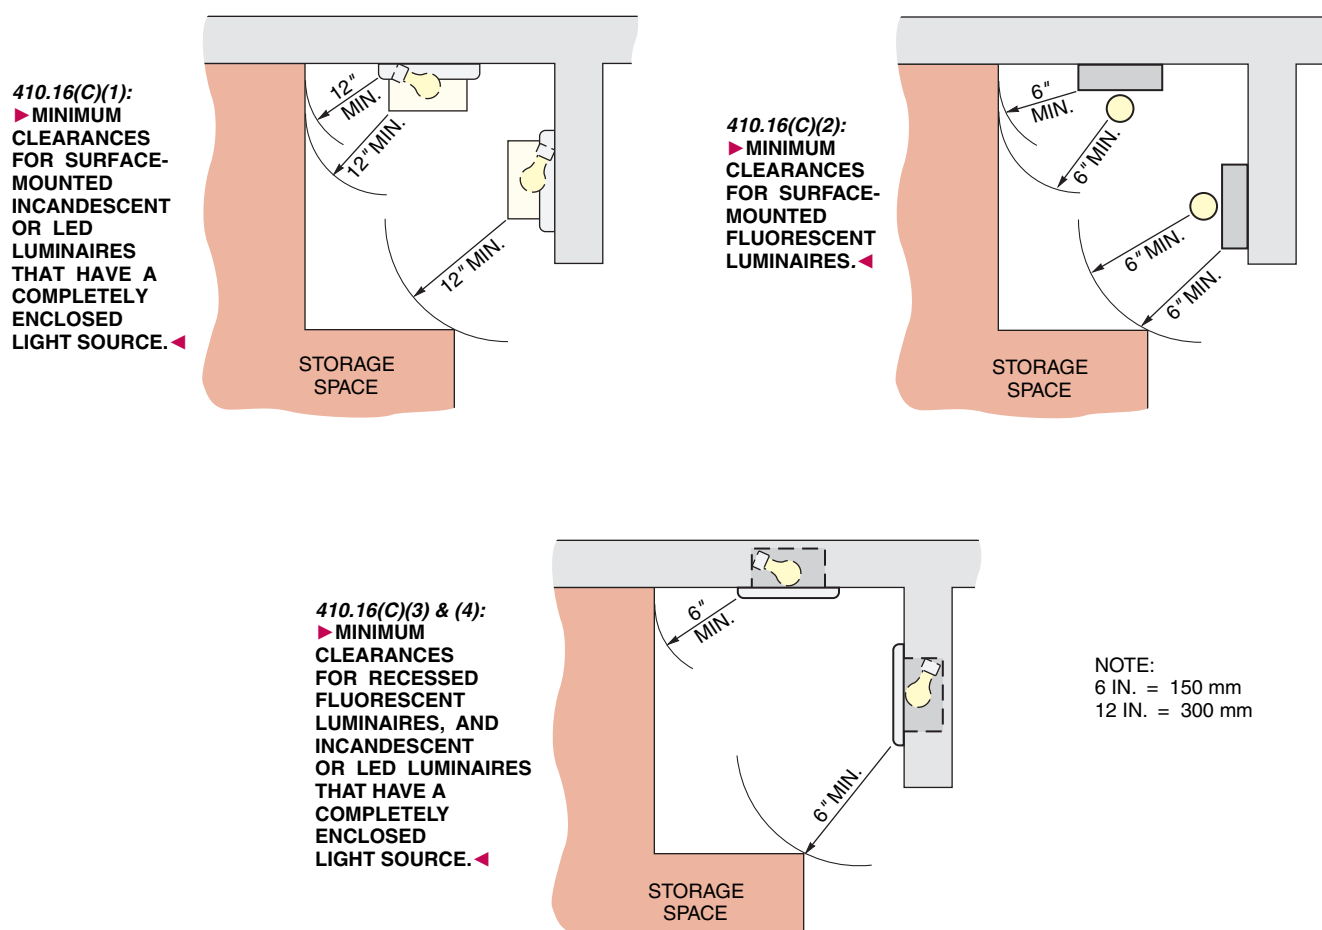 410.16(C)(1):
▶MINIMUM
CLEARANCES
FOR SURFACE-
MOUNTED
INCANDESCENT
OR LED
LUMINAIRES
THAT HAVE A
COMPLETELY
ENCLOSED
LIGHT SOURCE.◀
12″
MIN.
12″ MIN.
12″ MIN.
STORAGE
SPACE
410.16(C)(2):
▶MINIMUM
CLEARANCES
FOR SURFACE-
MOUNTED
FLUORESCENT
LUMINAIRES.◀
6″
MIN.
6″ MIN.
6″ MIN.
6″ MIN.
STORAGE
SPACE
410.16(C)(3) & (4):
▶MINIMUM
CLEARANCES
FOR RECESSED
FLUORESCENT
LUMINAIRES, AND
INCANDESCENT
OR LED LUMINAIRES
THAT HAVE A
COMPLETELY
ENCLOSED
LIGHT SOURCE.◀
6″
MIN.
6″ MIN.
STORAGE
SPACE
NOTE:
6 IN. = 150 mm
12 IN. = 300 mm